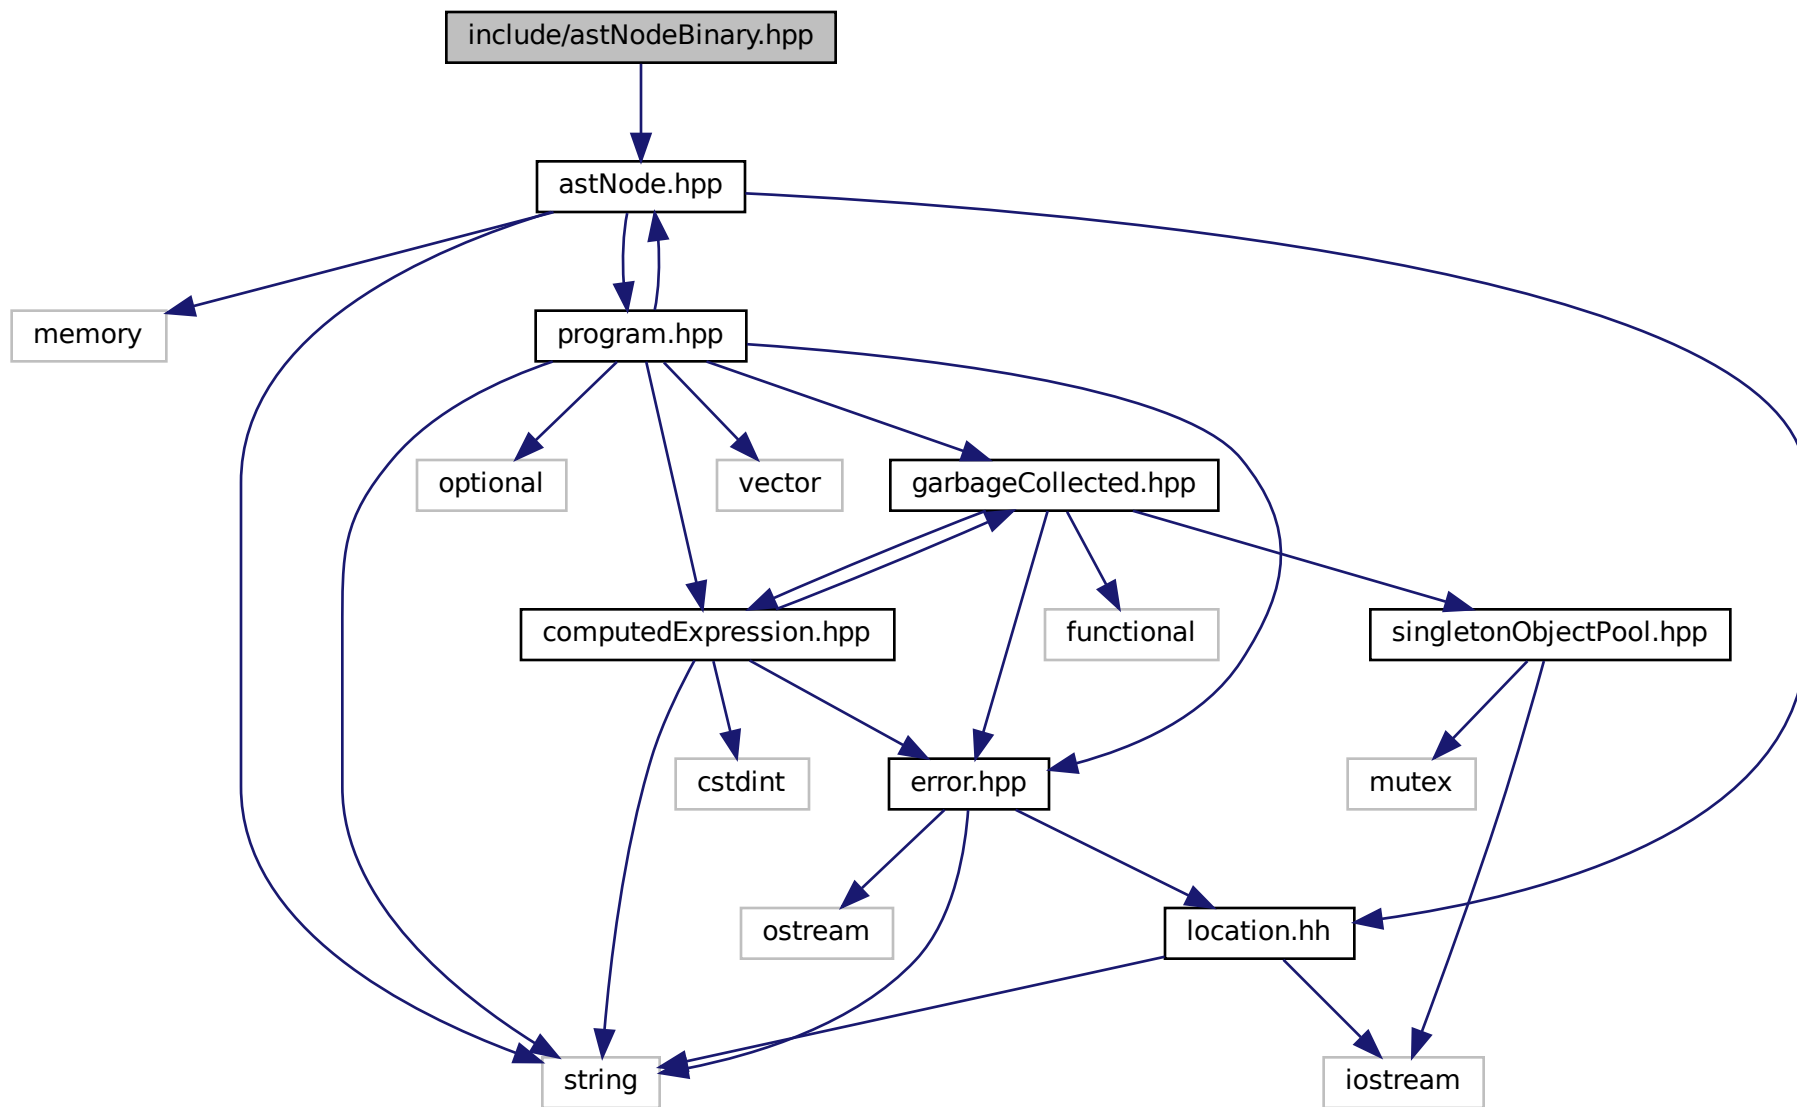 include/astNodeBinary.hpp
astNode.hpp
memory
program.hpp
optional
vector
garbageCollected.hpp
computedExpression.hpp
functional
singletonObjectPool.hpp
cstdint
error.hpp
mutex
ostream
location.hh
string
iostream